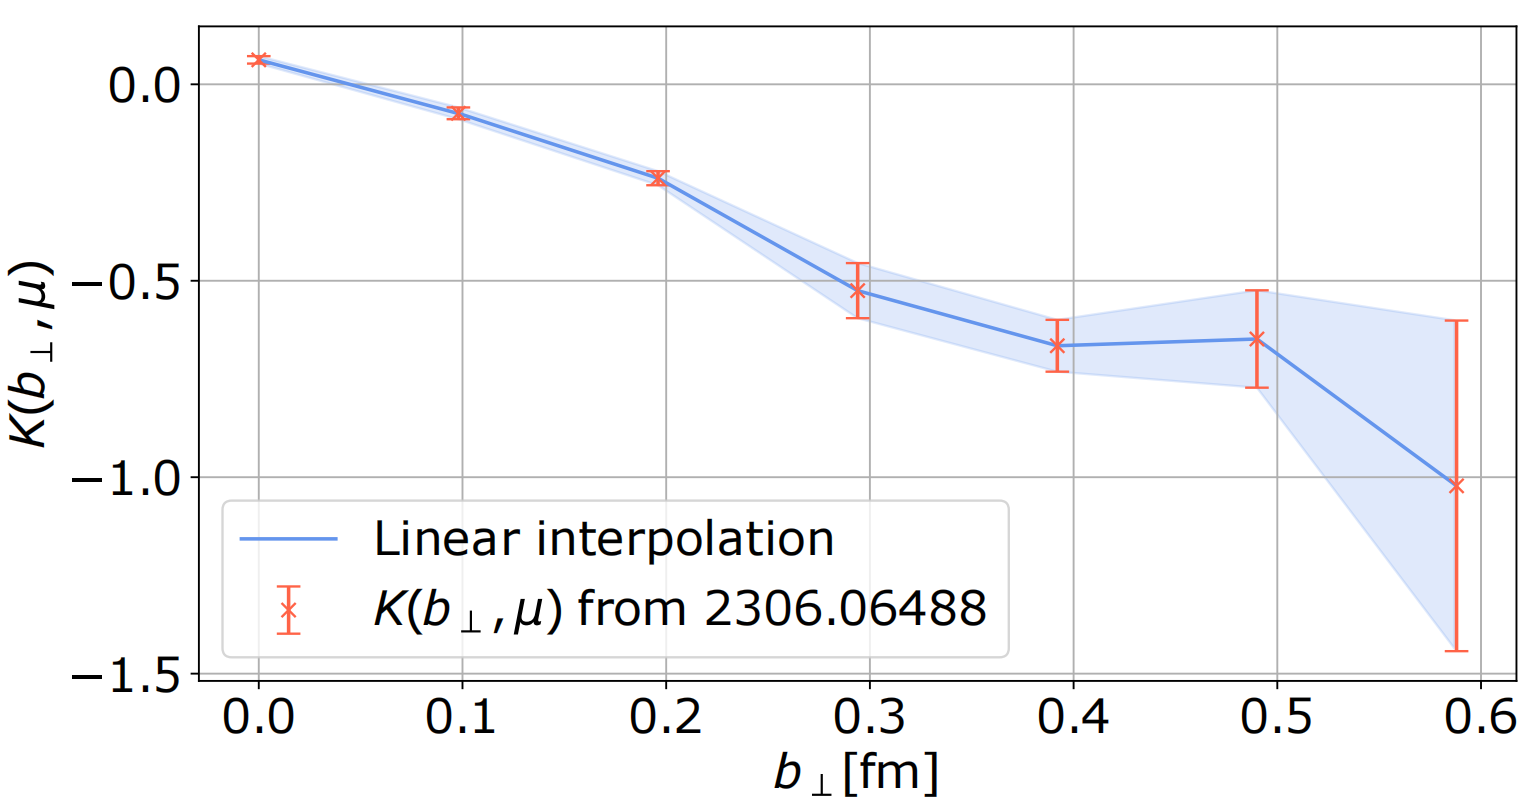 0.0
−0.5
−1.0
−1.5
K(b⊥, μ)
Linear interpolation
K(b⊥, μ) from 2306.06488
0.0 0.1 0.2 0.3 0.4 0.5 0.6
b⊥[fm]